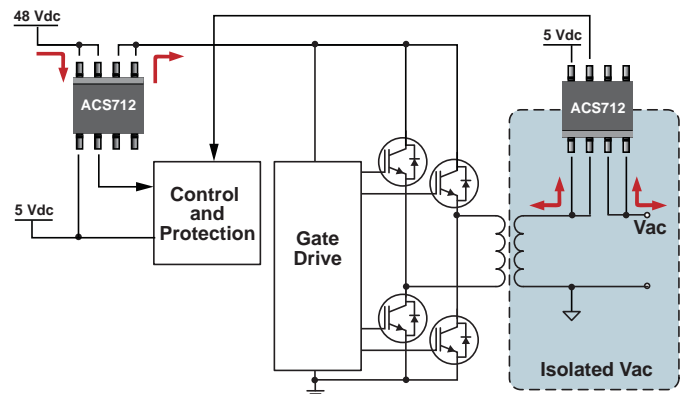 48 Vdc
ACS712
5 Vdc
ACS712
Control
and
Protection
5 Vdc
Gate
Drive
Vac
Isolated Vac